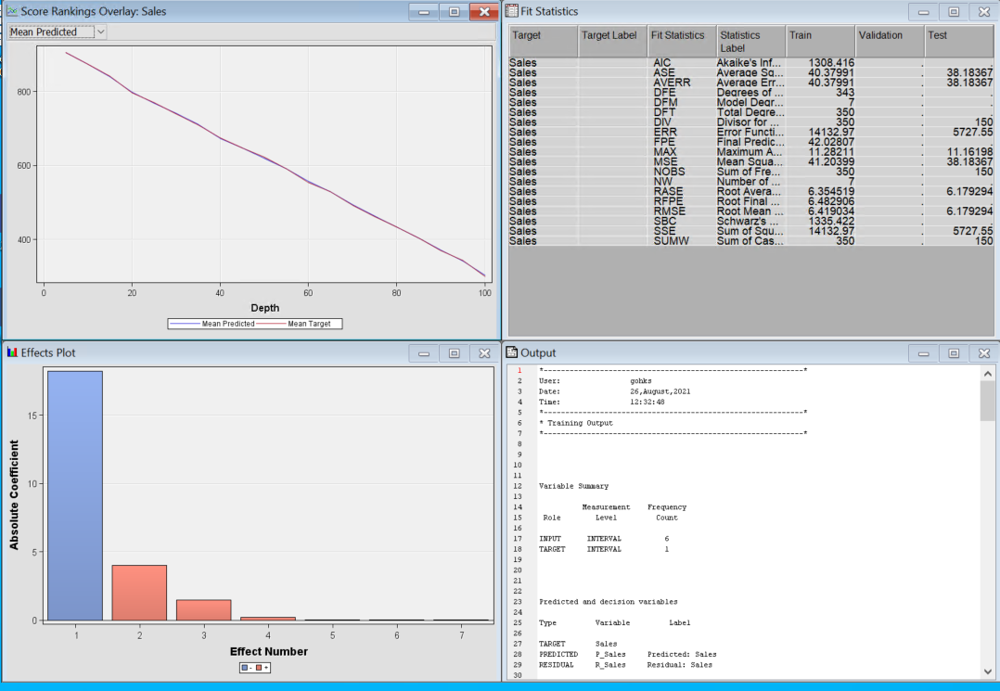 Score Rankings Overlay: Sales
Mean Predicted
800
600
400
0 20 40 60 80 100
Depth
Mean Predicted Mean Target
Fit Statistics
Target Target Label Fit Statistics Statistics Label Train Validation Test
Sales AIC Akaike's Inf... 1308.416 . .
Sales ASE Average Sq... 40.37991 . 38.18367
Sales AVERR Average Err... 40.37991 . 38.18367
Sales DFE Degrees of ... 343 . .
Sales DFM Model Degr... 7 . .
Sales DFT Total Degre... 350 . .
Sales DIV Divisor for ... 350 . 150
Sales ERR Error Functi... 14132.97 . 5727.55
Sales FPE Final Predic... 42.02807 . .
Sales MAX Maximum A... 11.28211 . 11.16198
Sales MSE Mean Squa... 41.20399 . 38.18367
Sales NOBS Sum of Fre... 350 . 150
Sales NW Number of ... 7 . .
Sales RASE Root Avera... 6.354519 . 6.179294
Sales RFPE Root Final ... 6.482906 . .
Sales RMSE Root Mean ... 6.419034 . 6.179294
Sales SBC Schwarz's ... 1335.422 . .
Sales SSE Sum of Squ... 14132.97 . 5727.55
Sales SUMW Sum of Cas... 350 . 150
Effects Plot
Absolute Coefficient
15
10
5
0
1 2 3 4 5 6 7
Effect Number
- +
Output
1 *------------------------------------------------------------*
2 User: gohks
3 Date: 26,August,2021
4 Time: 12:32:48
5 *------------------------------------------------------------*
6 * Training Output
7 *------------------------------------------------------------*
8
9
10
11
12 Variable Summary
13
14 Measurement Frequency
15 Role Level Count
16
17 INPUT INTERVAL 6
18 TARGET INTERVAL 1
19
20
21
22
23 Predicted and decision variables
24
25 Type Variable Label
26
27 TARGET Sales
28 PREDICTED P_Sales Predicted: Sales
29 RESIDUAL R_Sales Residual: Sales
30